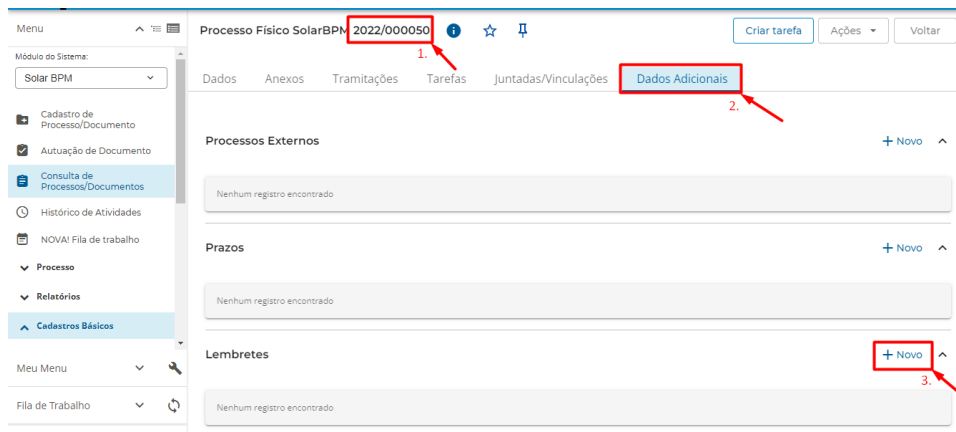 Menu
Módulo do Sistema:
Solar BPM
Cadastro de
Processo/Documento
Autuação de Documento
Consulta de
Processos/Documentos
Histórico de Atividades
NOVA! Fila de trabalho
Processo
Relatórios
Cadastros Básicos
Meu Menu
Fila de Trabalho
Processo Físico SolarBPM 2022/000050
1.
Criar tarefa
Ações
Voltar
Dados Anexos Tramitações Tarefas Juntadas/Vinculações Dados Adicionais
2.
Processos Externos
+ Novo
Nenhum registro encontrado
Prazos
+ Novo
Nenhum registro encontrado
Lembretes
+ Novo
3.
Nenhum registro encontrado